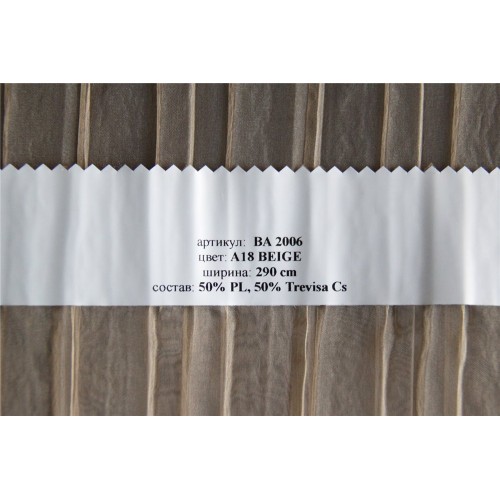 артикул: BA 2006
цвет: A18 BEIGE
ширина: 290 cm
состав: 50% PL, 50% Trevisa Cs